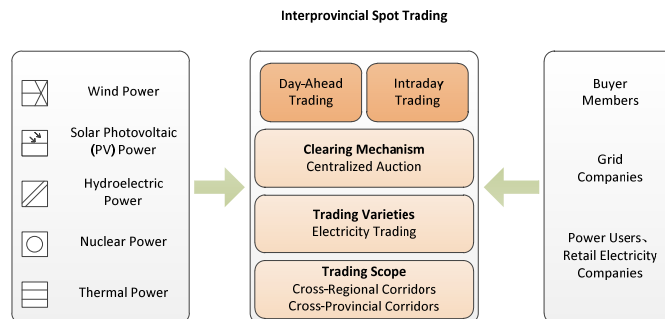 Interprovincial Spot Trading
Wind Power
Solar Photovoltaic
(PV) Power
Hydroelectric
Power
Nuclear Power
Thermal Power
Day-Ahead
Trading
Intraday
Trading
Clearing Mechanism
Centralized Auction
Trading Varieties
Electricity Trading
Trading Scope
Cross-Regional Corridors
Cross-Provincial Corridors
Buyer
Members
Grid
Companies
Power Users、
Retail Electricity
Companies